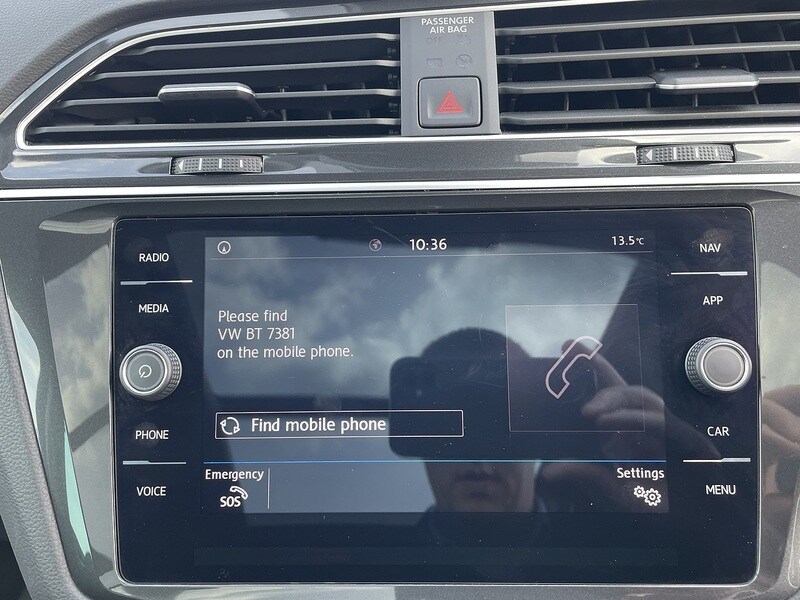 PASSENGER
AIR BAG
RADIO
MEDIA
PHONE
VOICE
10:36
13.5°C
Please find
VW BT 7381
on the mobile phone.
Find mobile phone
Emergency
SOS
Settings
NAV
APP
CAR
MENU